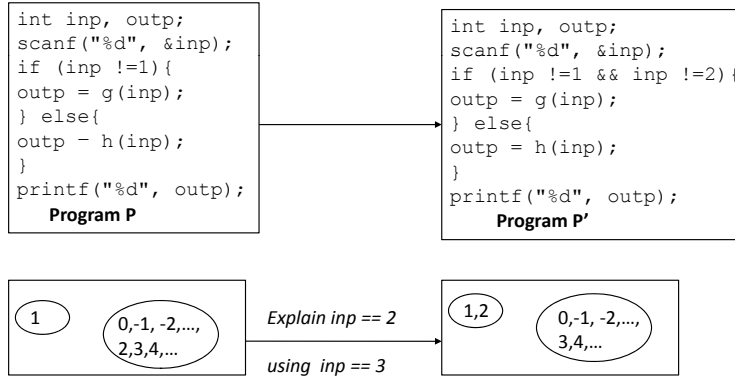 int inp, outp;
scanf("%d", &inp);
if (inp !=1){
outp = g(inp);
} else{
outp − h(inp);
}
printf("%d", outp);
Program P
int inp, outp;
scanf("%d", &inp);
if (inp !=1 && inp !=2){
outp = g(inp);
} else{
outp = h(inp);
}
printf("%d", outp);
Program P’
1
0,-1, -2,...,
2,3,4,...
Explain inp == 2
using inp == 3
1,2
0,-1, -2,...,
3,4,...